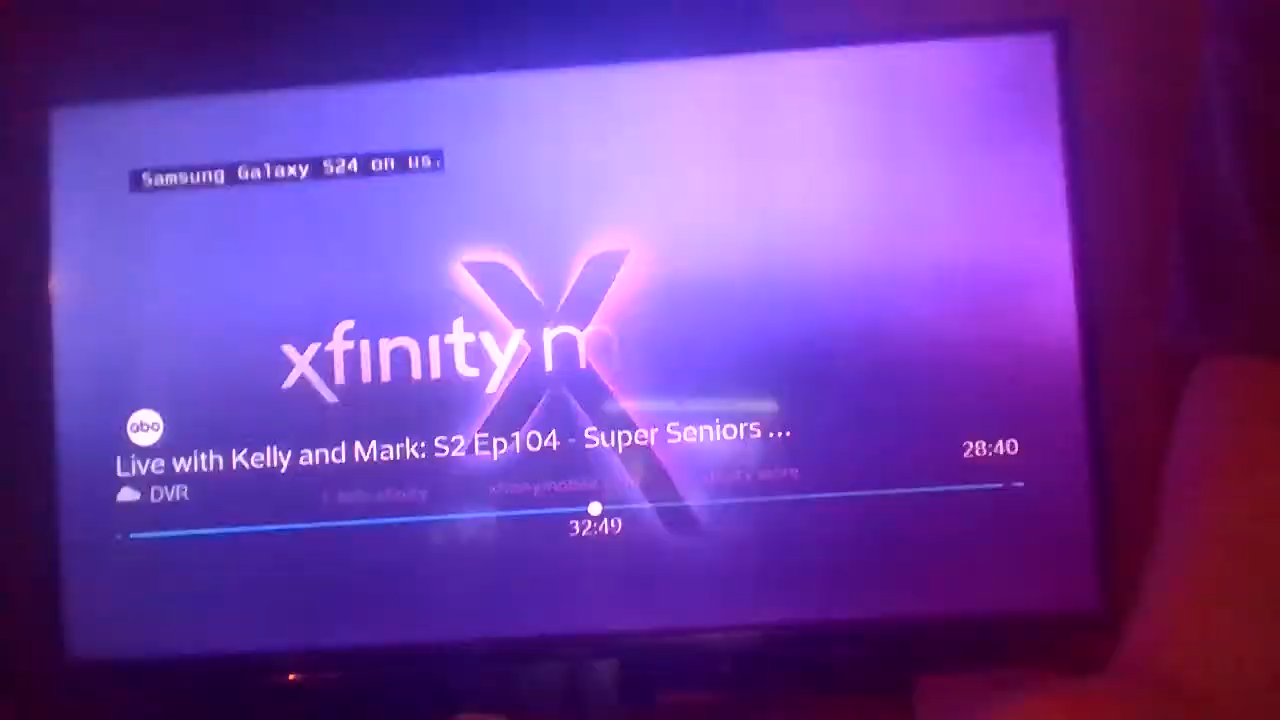 Samsung Galaxy S24 on us.
xfinity m
abc
Live with Kelly and Mark: S2 Ep104 - Super Seniors ...
28:40
DVR
32:49